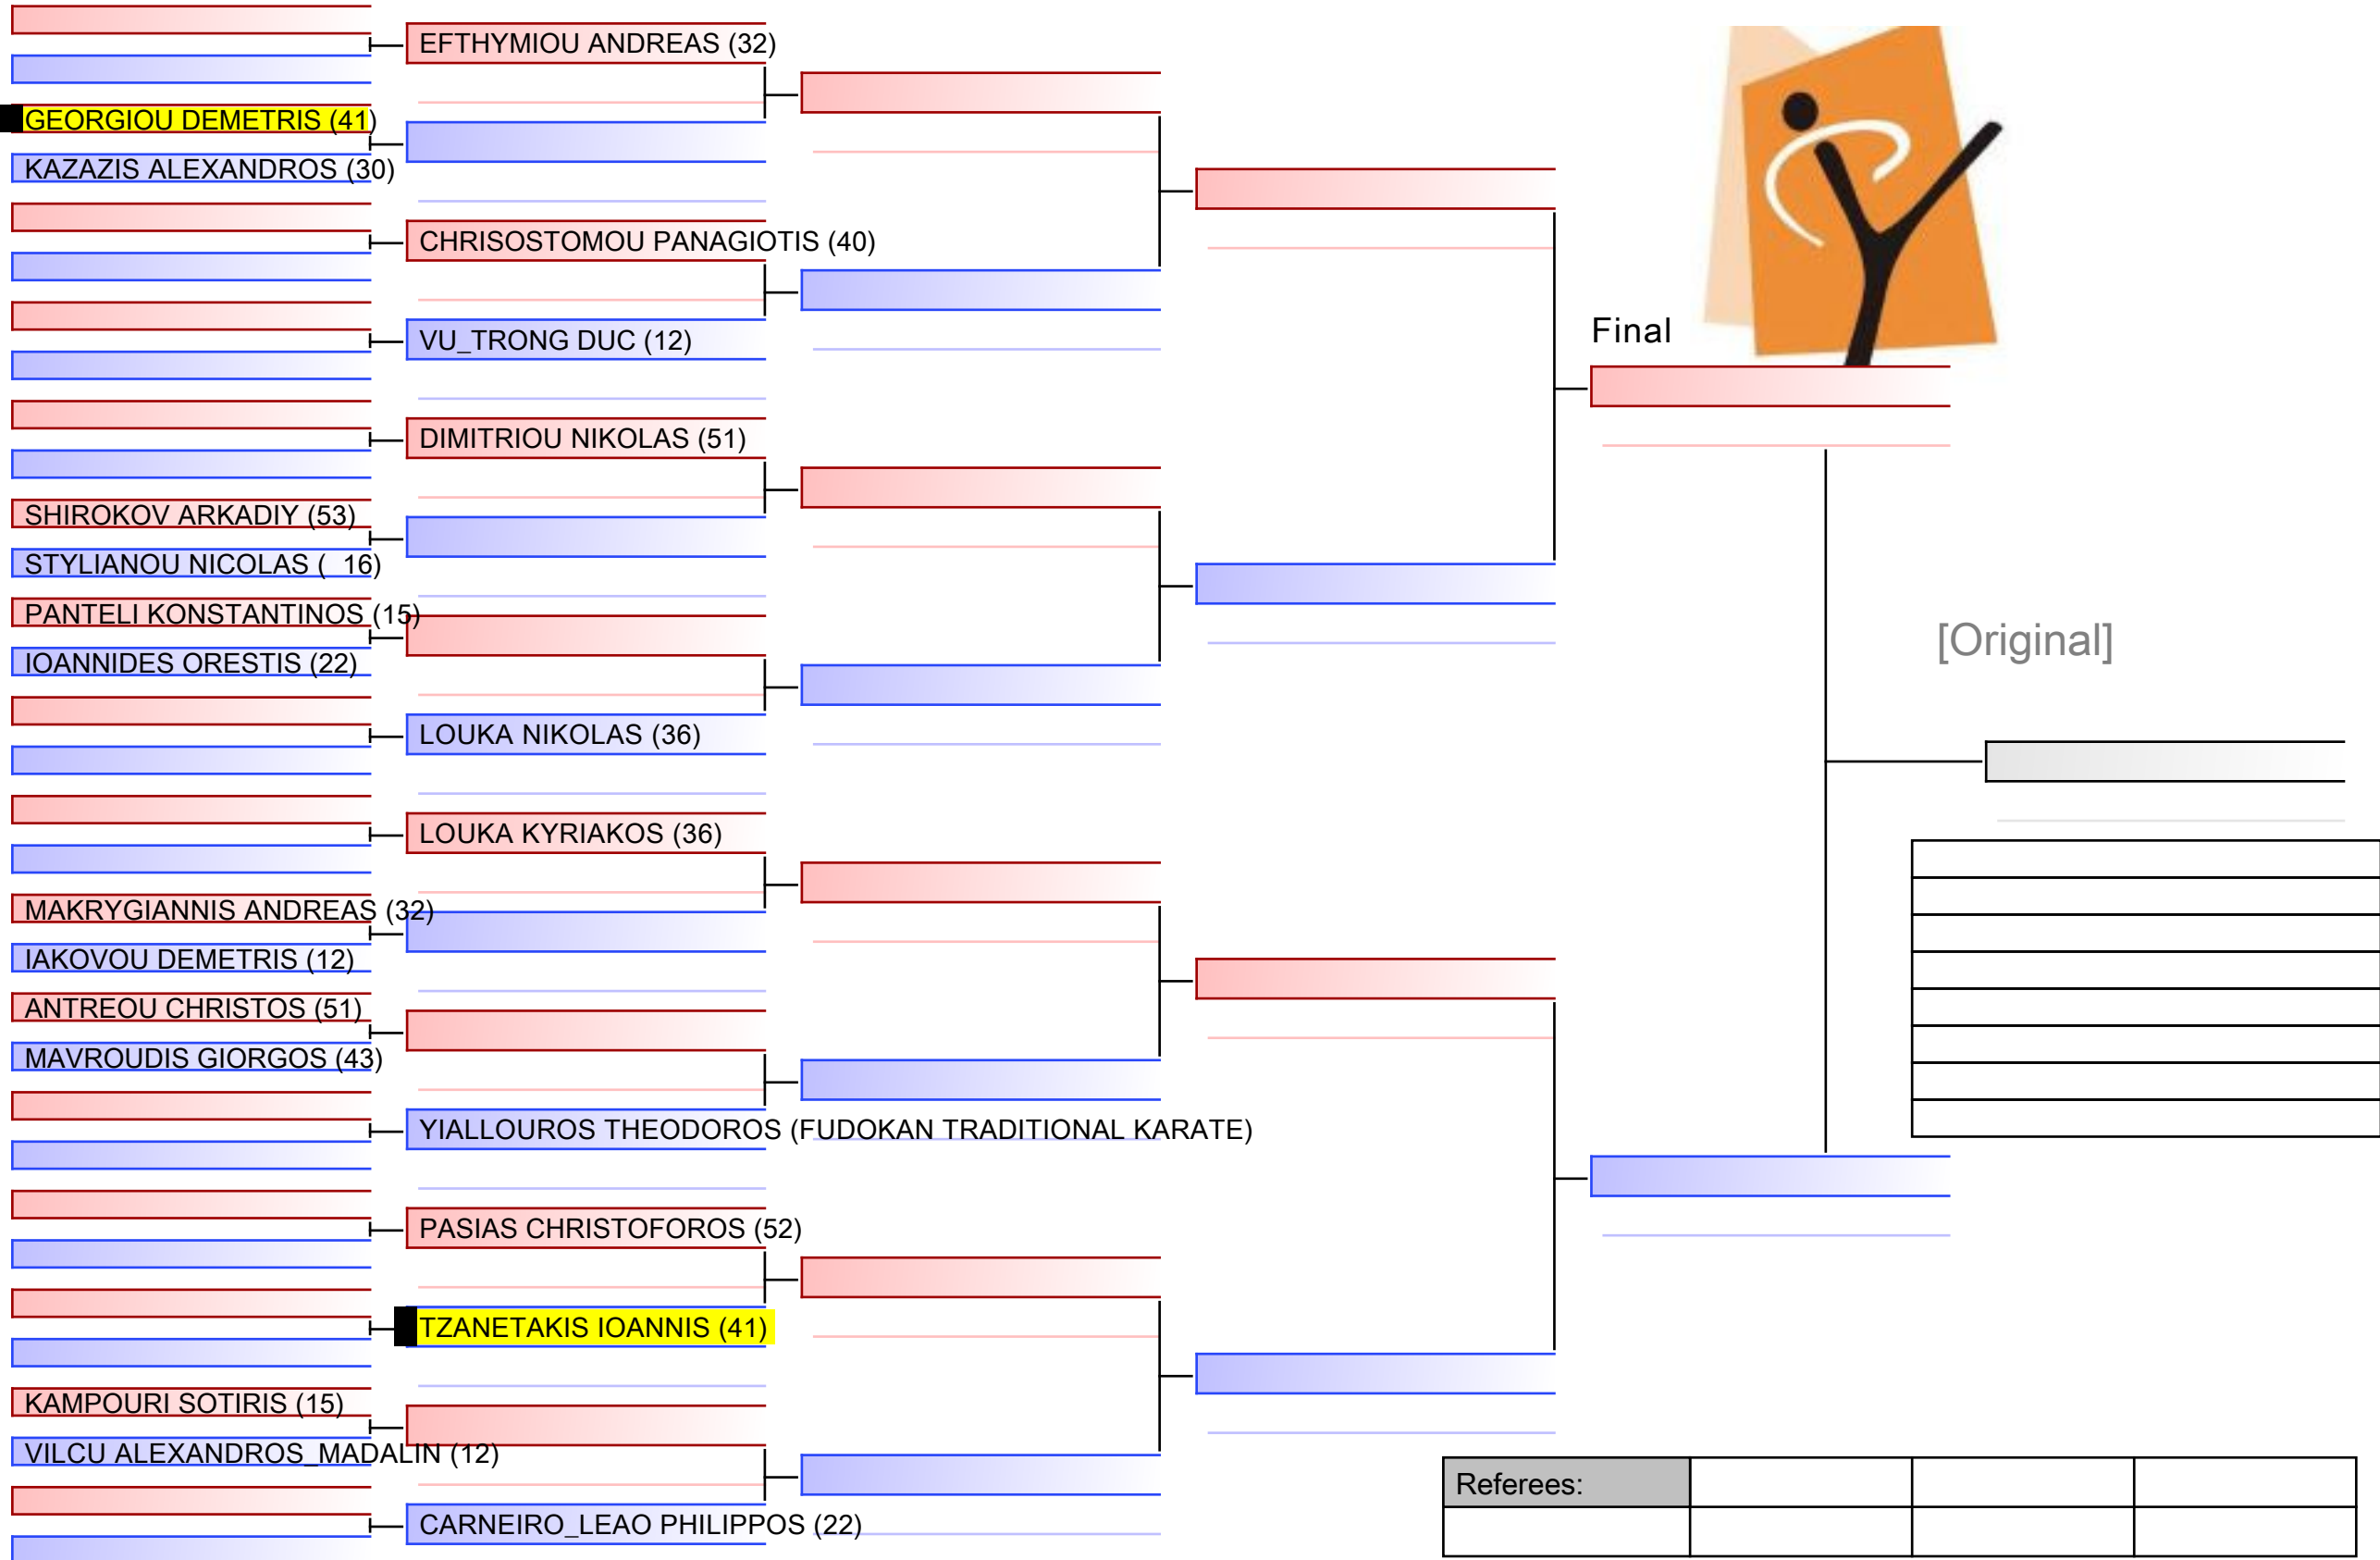 EFTHYMIOU ANDREAS (32)
GEORGIOU DEMETRIS (41)
KAZAZIS ALEXANDROS (30)
CHRISOSTOMOU PANAGIOTIS (40)
VU_TRONG DUC (12)
Final
DIMITRIOU NIKOLAS (51)
SHIROKOV ARKADIY (53)
STYLIANOU NICOLAS (  16)
PANTELI KONSTANTINOS (15)
IOANNIDES ORESTIS (22)
[Original]
LOUKA NIKOLAS (36)
LOUKA KYRIAKOS (36)
MAKRYGIANNIS ANDREAS (32)
IAKOVOU DEMETRIS (12)
ANTREOU CHRISTOS (51)
MAVROUDIS GIORGOS (43)
YIALLOUROS THEODOROS (FUDOKAN TRADITIONAL KARATE)
PASIAS CHRISTOFOROS (52)
TZANETAKIS IOANNIS (41)
KAMPOURI SOTIRIS (15)
VILCU ALEXANDROS_MADALIN (12)
Referees:
CARNEIRO_LEAO PHILIPPOS (22)